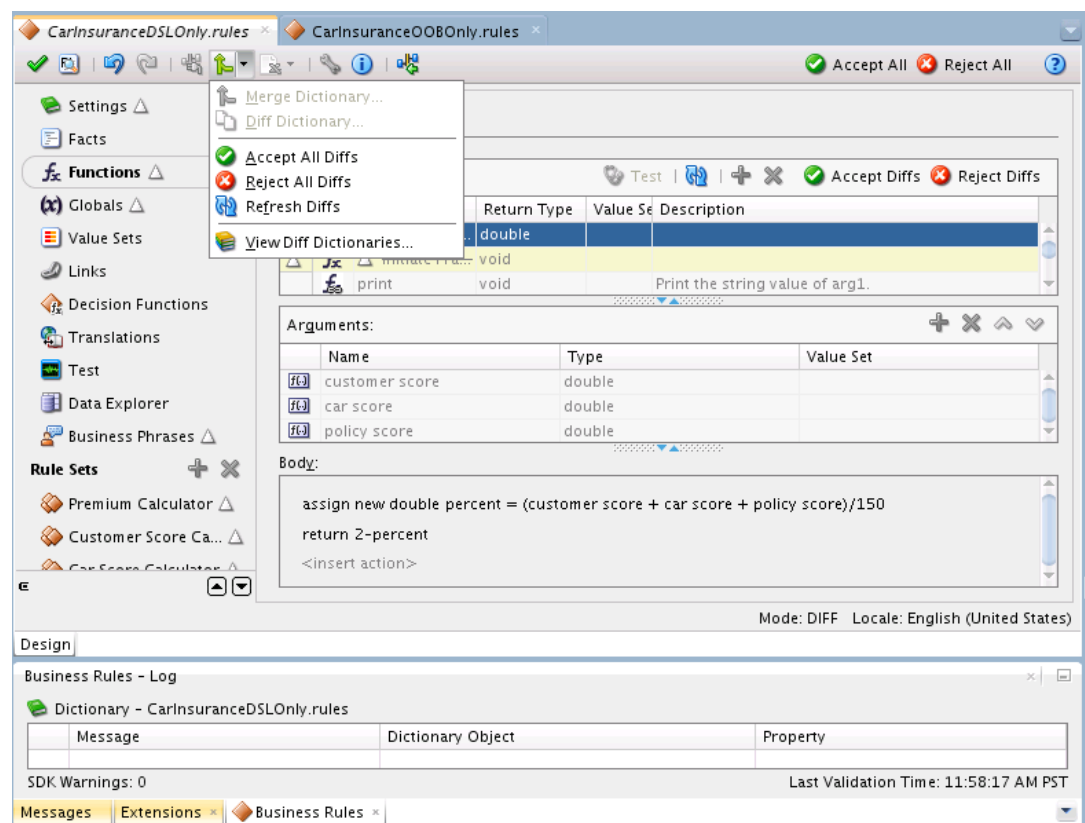 CarInsuranceDSLOnly.rules CarInsuranceOOBOnly.rules
Accept All Reject All
Settings
Facts
Functions
Globals
Value Sets
Links
Decision Functions
Translations
Test
Data Explorer
Business Phrases
Rule Sets
Premium Calculator
Customer Score Ca...
Car Score Calculator
Merge Dictionary...
Diff Dictionary...
Accept All Diffs
Reject All Diffs
Refresh Diffs
View Diff Dictionaries...
Test Accept Diffs Reject Diffs
Return Type Value Se Description
double
void
print void Print the string value of arg1.
Arguments:
Name Type Value Set
customer score double
car score double
policy score double
Body:
assign new double percent = (customer score + car score + policy score)/150
return 2-percent
<insert action>
Mode: DIFF Locale: English (United States)
Design
Business Rules - Log
Dictionary - CarInsuranceDSLOnly.rules
Message Dictionary Object Property
SDK Warnings: 0 Last Validation Time: 11:58:17 AM PST
Messages Extensions Business Rules